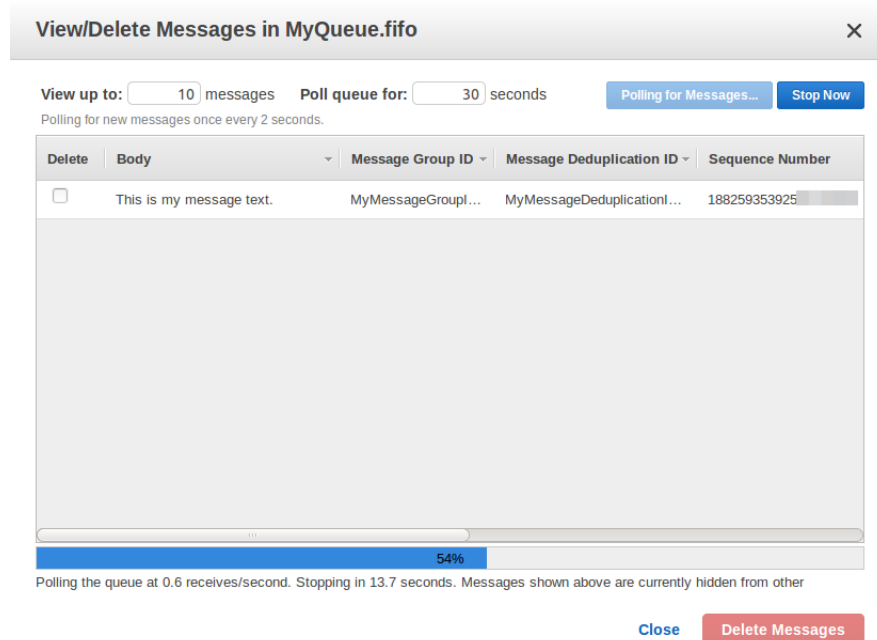 View/Delete Messages in MyQueue.fifo
View up to: 10 messages Poll queue for: 30 seconds Polling for Messages... Stop Now
Polling for new messages once every 2 seconds.
Delete Body Message Group ID Message Deduplication ID Sequence Number
This is my message text. MyMessageGroupI... MyMessageDeduplicationI...188259353925
54%
Polling the queue at 0.6 receives/second. Stopping in 13.7 seconds. Messages shown above are currently hidden from other
Close Delete Messages